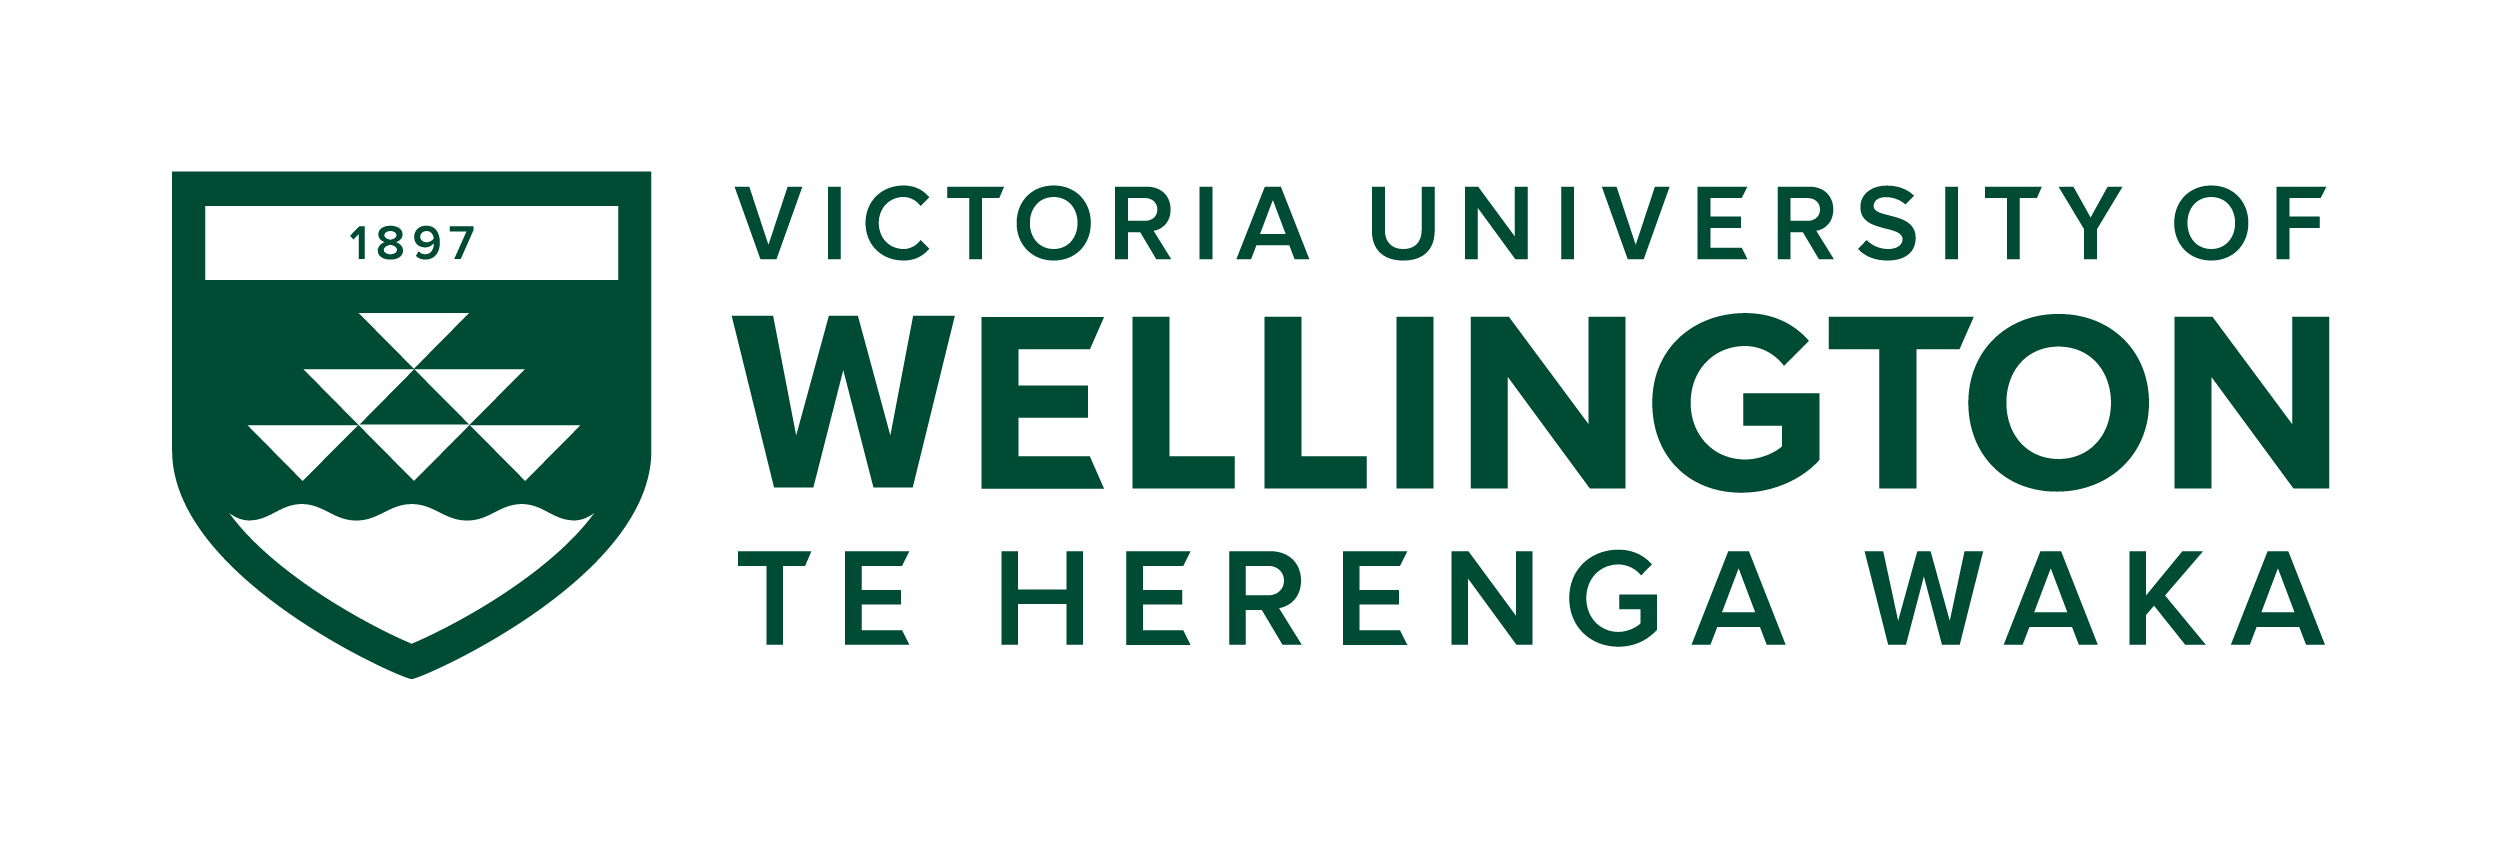 1897
VICTORIA UNIVERSITY OF
WELLINGTON
TE HERENGA WAKA